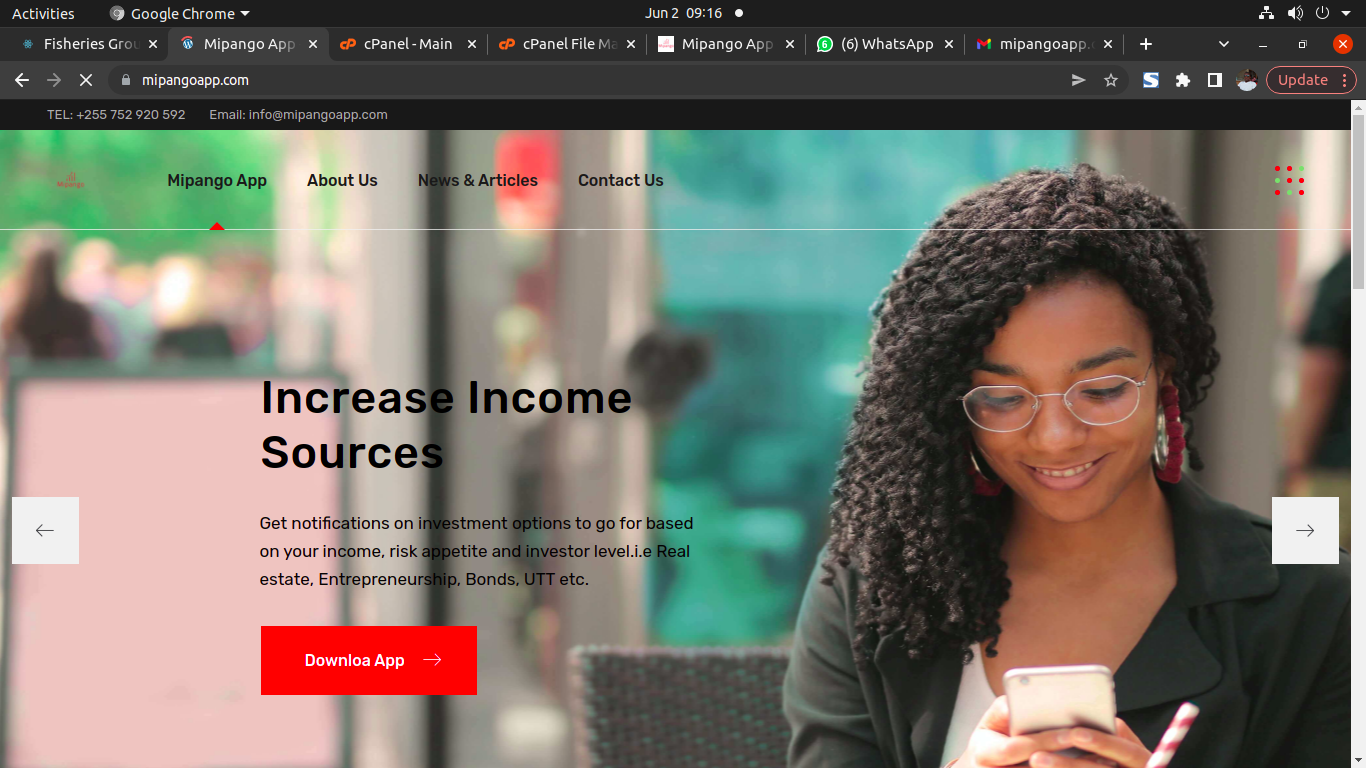 Activities
Google Chrome
Jun 2 09:16
Fisheries Grou
Mipango App
cPanel - Main
cPanel File Ma
Mipango App
6
(6) WhatsApp
mipangoapp.c
mipangoapp.com
Update
TEL: +255 752 920 592
Email: info@mipangoapp.com
Mipango
Mipango App
About Us
News & Articles
Contact Us
Increase Income
Sources
Get notifications on investment options to go for based
on your income, risk appetite and investor level.i.e Real
estate, Entrepreneurship, Bonds, UTT etc.
Downloa App